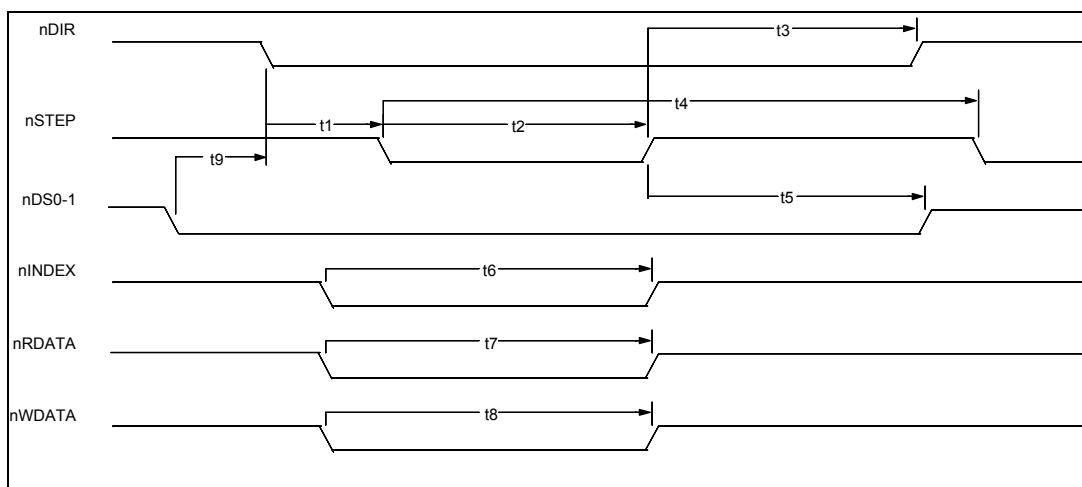 nDIR
t3
t4
nSTEP
t1
t2
t9
nDS0-1
t5
nINDEX
t6
nRDATA
t7
nWDATA
t8